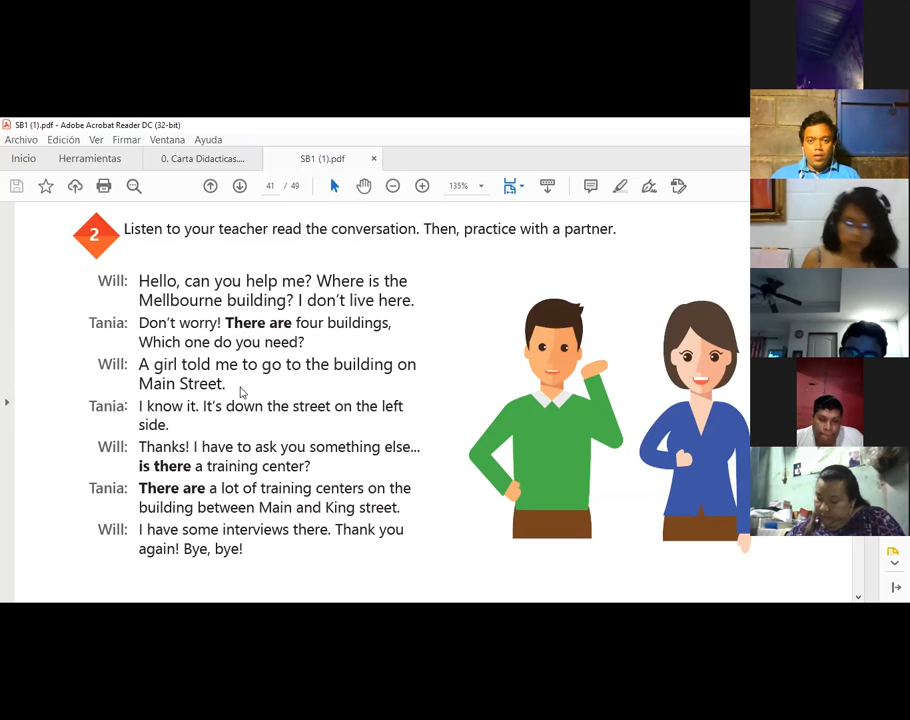 SB1 (1).pdf - Adobe Acrobat Reader DC (32-bit)
Archivo Edición Ver Firmar Ventana Ayuda
Inicio Herramientas 0. Carta Didacticas.... SB1 (1).pdf ×
41 / 49 135%
2 Listen to your teacher read the conversation. Then, practice with a partner.
Will: Hello, can you help me? Where is the
Mellbourne building? I don't live here.
Tania: Don't worry! There are four buildings,
Which one do you need?
Will: A girl told me to go to the building on
Main Street.
Tania: I know it. It's down the street on the left
side.
Will: Thanks! I have to ask you something else...
is there a training center?
Tania: There are a lot of training centers on the
building between Main and King street.
Will: I have some interviews there. Thank you
again! Bye, bye!